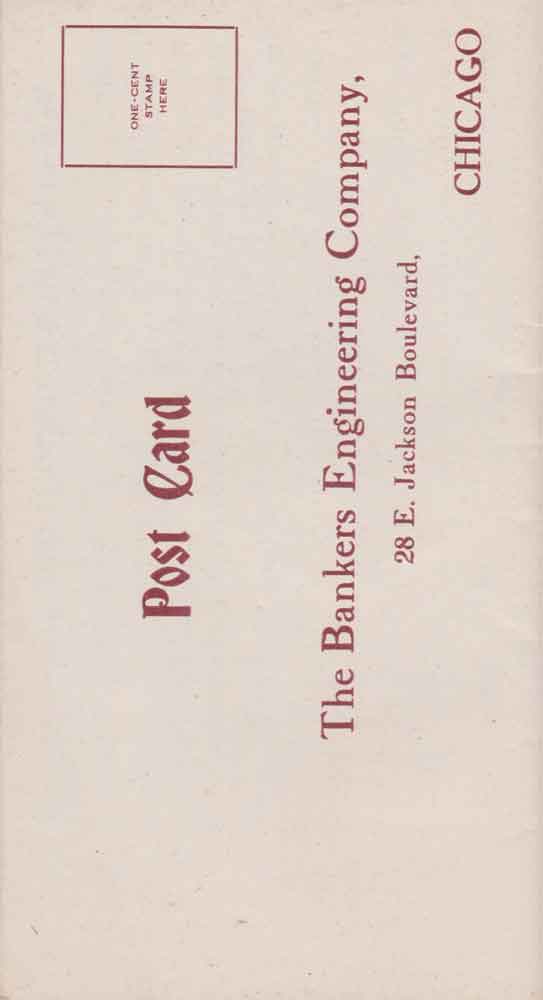 ONE-CENT
STAMP
HERE
Post Card
The Bankers Engineering Company,
28 E. Jackson Boulevard,
CHICAGO